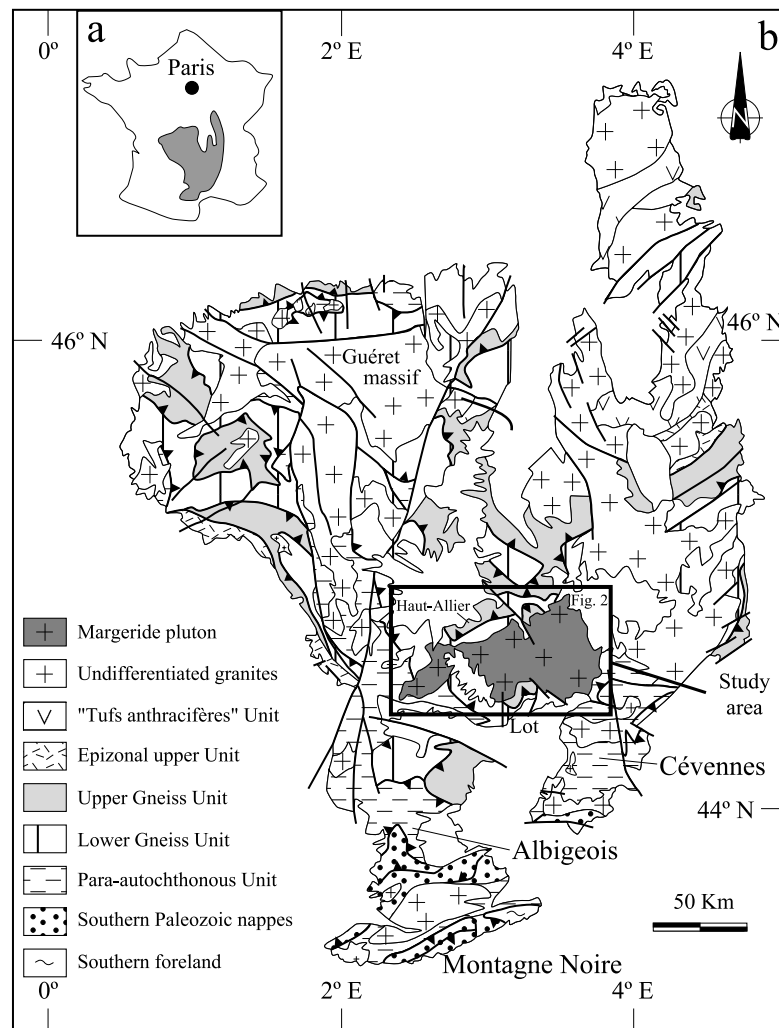 0º
2º E
4º E
a
b
Paris
N
46º N
46º N
Guéret
massif
Haut-Allier
Fig. 2
Margeride pluton
Undifferentiated granites
"Tufs anthracifères" Unit
Epizonal upper Unit
Upper Gneiss Unit
Lower Gneiss Unit
Para-autochthonous Unit
Southern Paleozoic nappes
Southern foreland
Study
area
Lot
Cévennes
44º N
Albigeois
50 Km
Montagne Noire
0º
2º E
4º E